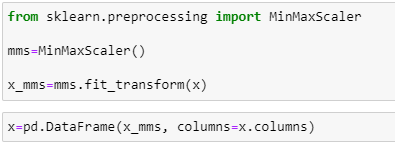 from sklearn.preprocessing import MinMaxScaler
mms=MinMaxScaler()
x_mms=mms.fit_transform(x)
x=pd.DataFrame(x_mms, columns=x.columns)